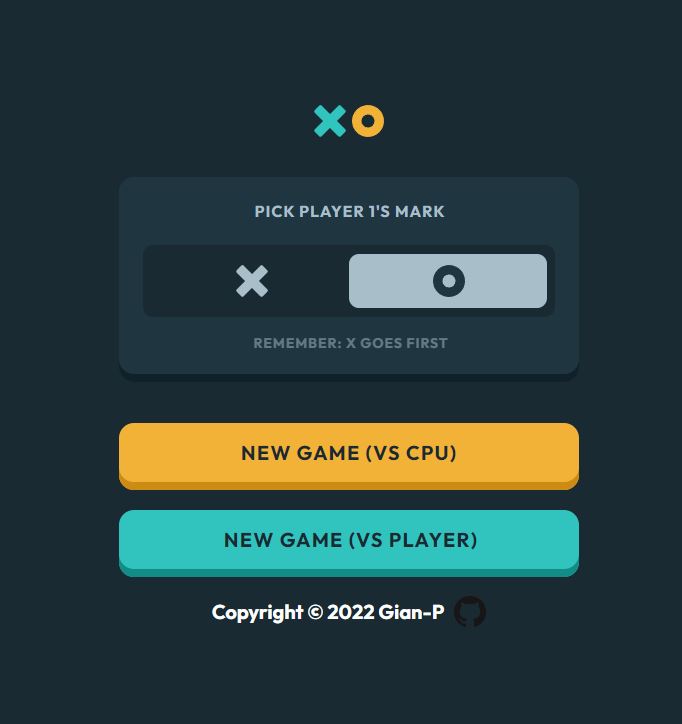 PICK PLAYER 1'S MARK
REMEMBER: X GOES FIRST
NEW GAME (VS CPU)
NEW GAME (VS PLAYER)
Copyright © 2022 Gian-P